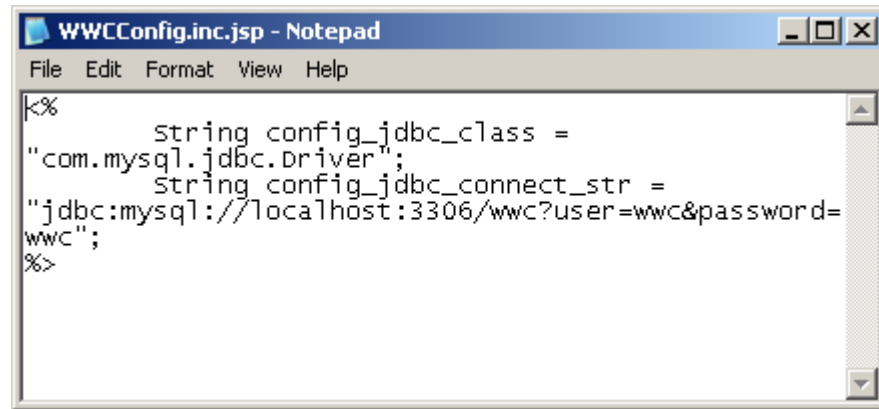 WWCConfig.inc.jsp - Notepad
File Edit Format View Help
<%
String config_jdbc_class =
"com.mysql.jdbc.Driver";
String config_jdbc_connect_str =
"jdbc:mysql://localhost:3306/wwc?user=wwc&password=
wwc";
%>